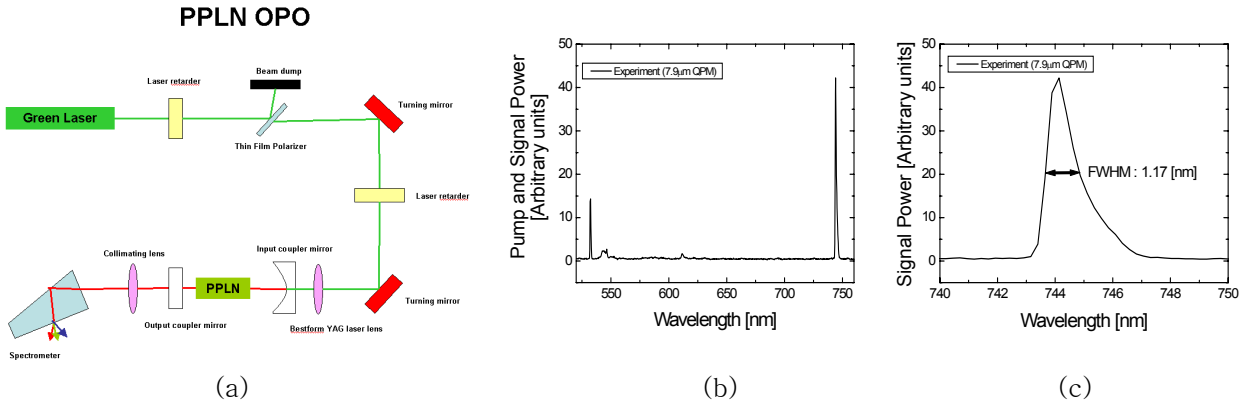 PPLN OPO
Beam dump
Laser retarder
Turning mirror
Green Laser
Thin Film Polarizer
Laser retarder
Collimating lens
Input coupler mirror
PPLN
Turning mirror
Output coupler mirror
Bestform YAG laser lens
Spectrometer
(a)
Pump and Signal Power
[Arbitrary units]
50
40
30
20
10
0
Experiment (7.9μm QPM)
550
600
650
700
750
Wavelength [nm]
(b)
Signal Power [Arbitrary units]
50
40
30
20
10
0
Experiment (7.9μm QPM)
FWHM : 1.17 [nm]
740
742
744
746
748
750
Wavelength [nm]
(c)